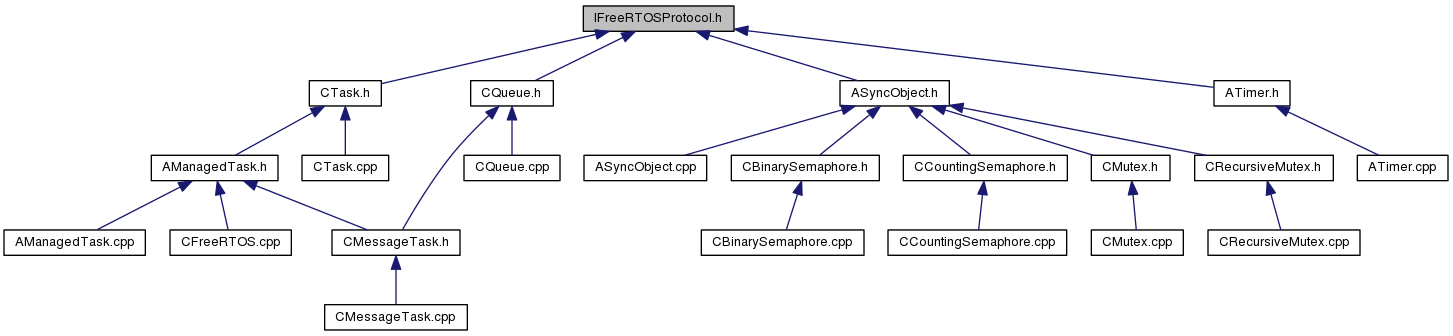 IFreeRTOSProtocol.h
CTask.h
CQueue.h
ASyncObject.h
ATimer.h
AManagedTask.h
CTask.cpp
CQueue.cpp
ASyncObject.cpp
CBinarySemaphore.h
CCountingSemaphore.h
CMutex.h
CRecursiveMutex.h
ATimer.cpp
AManagedTask.cpp
CFreeRTOS.cpp
CMessageTask.h
CBinarySemaphore.cpp
CCountingSemaphore.cpp
CMutex.cpp
CRecursiveMutex.cpp
CMessageTask.cpp